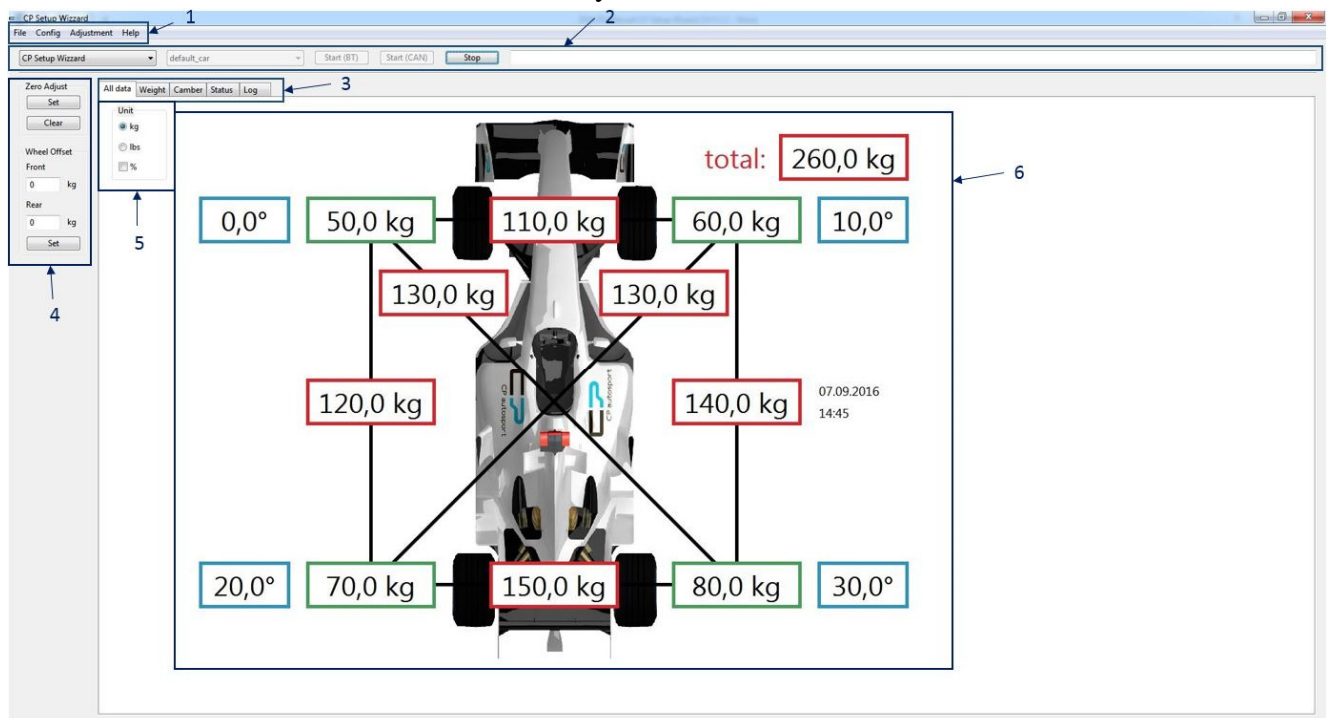 CP Setup Wizzard
1
2
File Config Adjustment Help
CP Setup Wizzard default_car Start (BT) Start (CAN) Stop
Zero Adjust
Set
Clear
Wheel Offset
Front
0 kg
Rear
0 kg
Set
4
All data Weight Camber Status Log
3
Unit
kg
lbs
%
5
total: 260,0 kg
6
0,0° 50,0 kg 110,0 kg 60,0 kg 10,0°
130,0 kg 130,0 kg
120,0 kg 140,0 kg
07.09.2016
14:45
CP autosport
CP autosport
20,0° 70,0 kg 150,0 kg 80,0 kg 30,0°